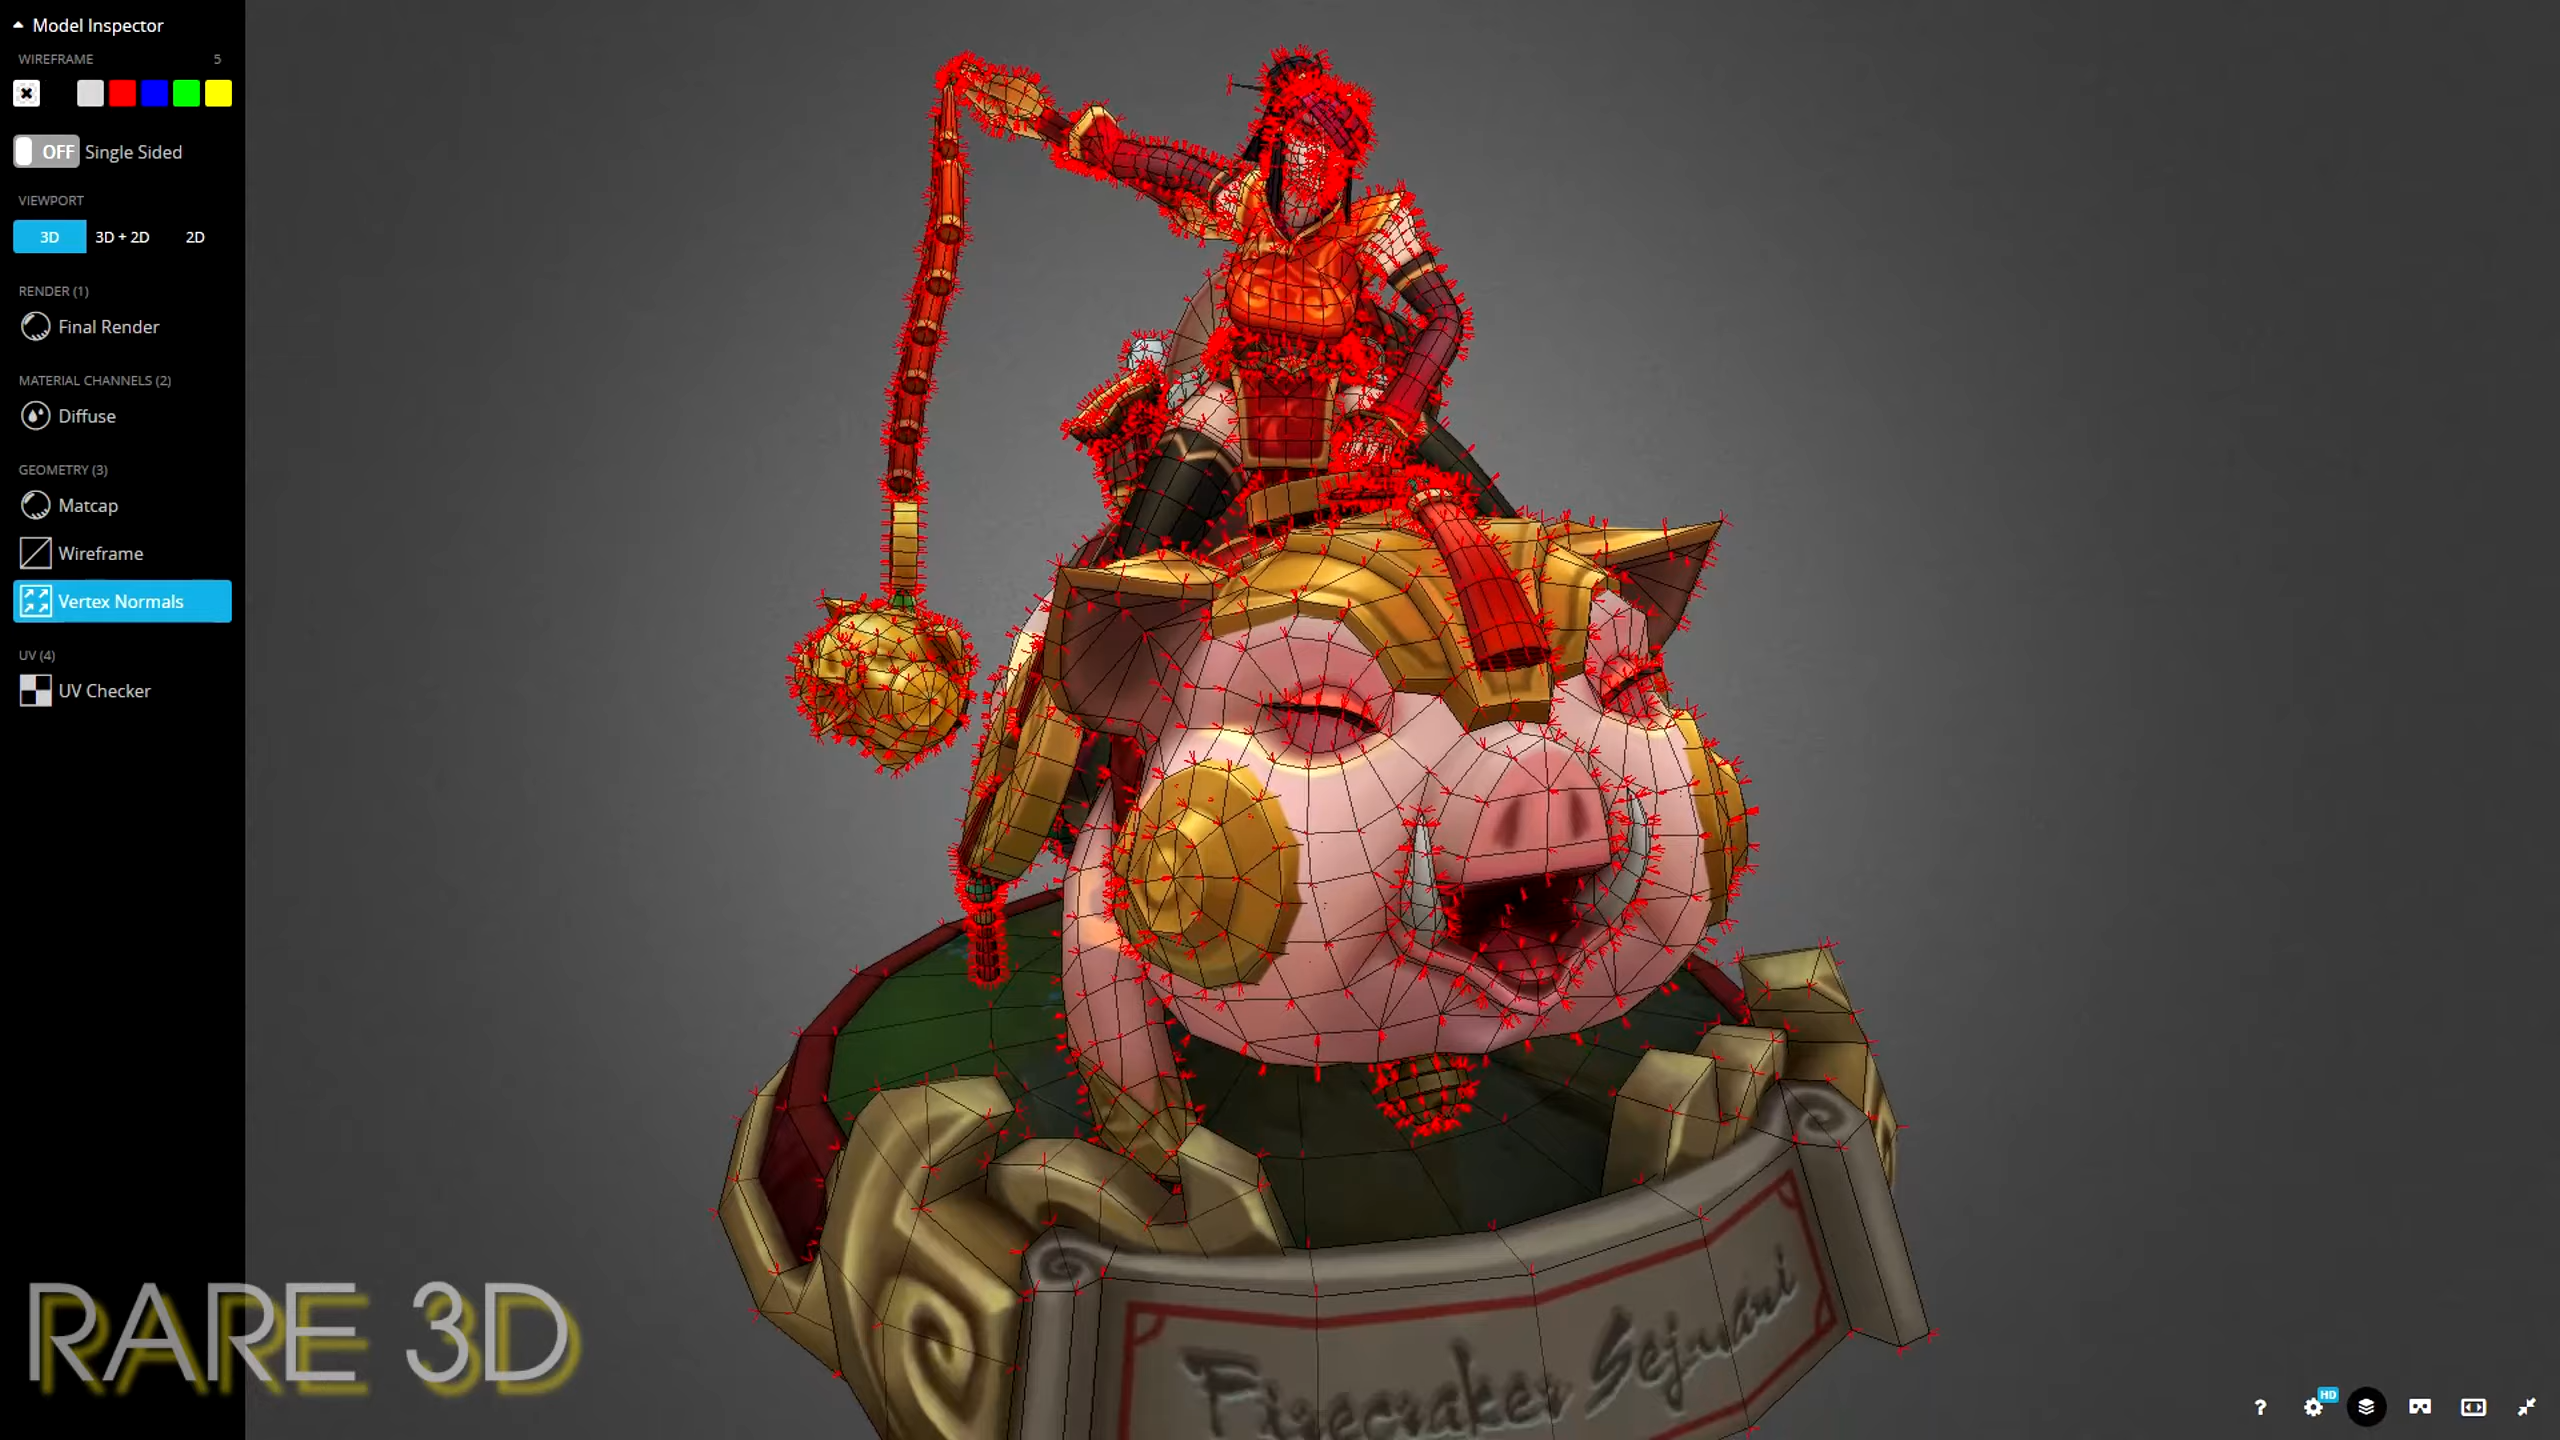 Model Inspector
WIREFRAME 5
OFF Single Sided
VIEWPORT
3D 3D + 2D 2D
RENDER (1)
Final Render
MATERIAL CHANNELS (2)
Diffuse
GEOMETRY (3)
Matcap
Wireframe
Vertex Normals
UV (4)
UV Checker
Firecraker Sejuani
RARE 3D
? HD